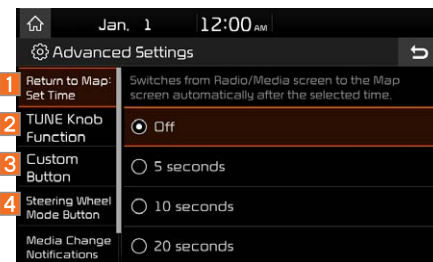 Jan. 1 12:00 AM
Advanced Settings
1 Return to Map:
Set Time
Switches from Radio/Media screen to the Map
screen automatically after the selected time.
2 TUNE Knob
Function
Off
3 Custom
Button
5 seconds
4 Steering Wheel
Mode Button
10 seconds
Media Change
Notifications
20 seconds